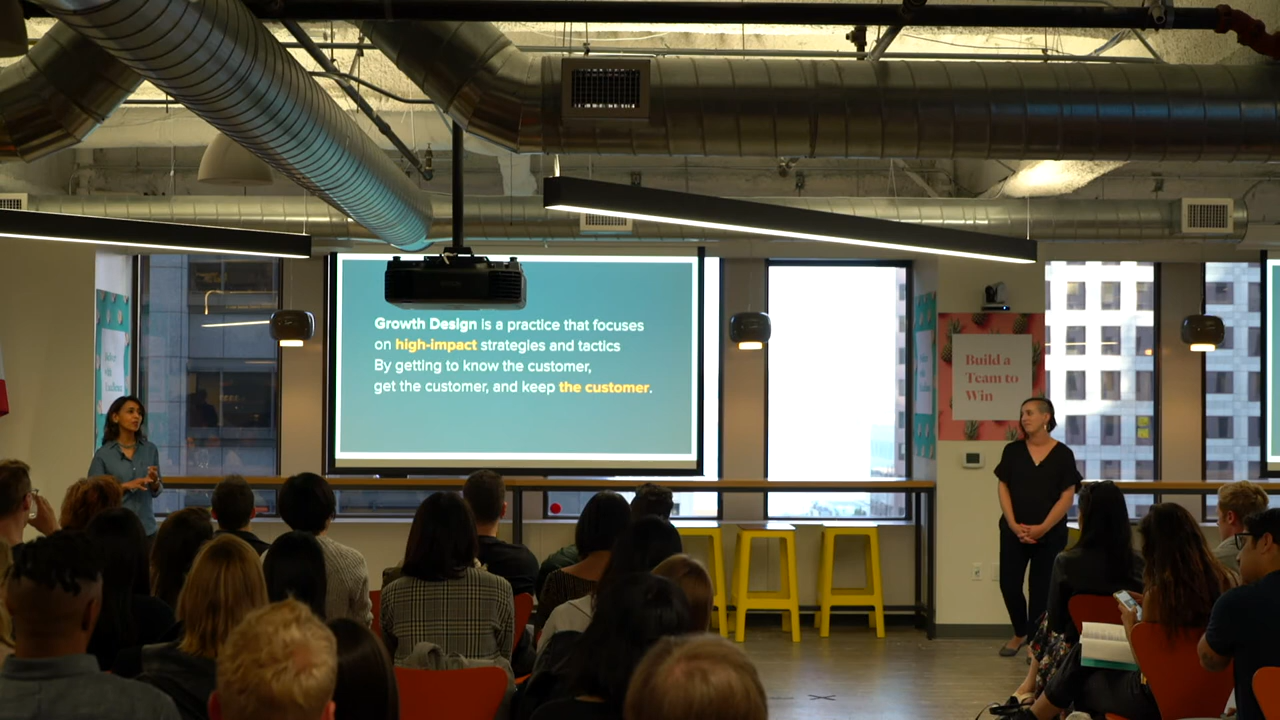 Growth Design is a practice that focuses
on high-impact strategies and tactics
By getting to know the customer,
get the customer, and keep the customer.
Build a
Team to
Win